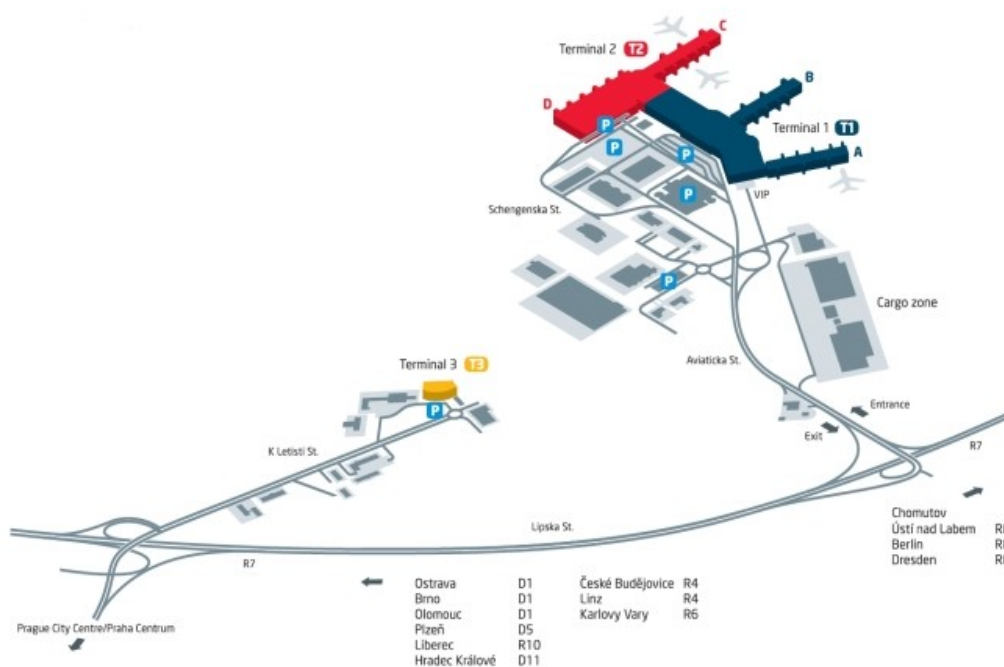 C
Terminal 2 T2
B
D
P
P
Terminal 1 T1
P
A
P
VIP
Schengenska St.
P
Cargo zone
Aviaticka St.
Terminal 3 T3
P
Entrance
Exit
K Letisti St.
R7
Lipska St.
R7
Chomutov
Ústí nad Labem
Berlin
Dresden
Ostrava D1
Brno D1
Olomouc D1
Plzeň D5
Liberec R10
Hradec Králové D11
České Budějovice R4
Linz R4
Karlovy Vary R6
Prague City Centre/Praha Centrum